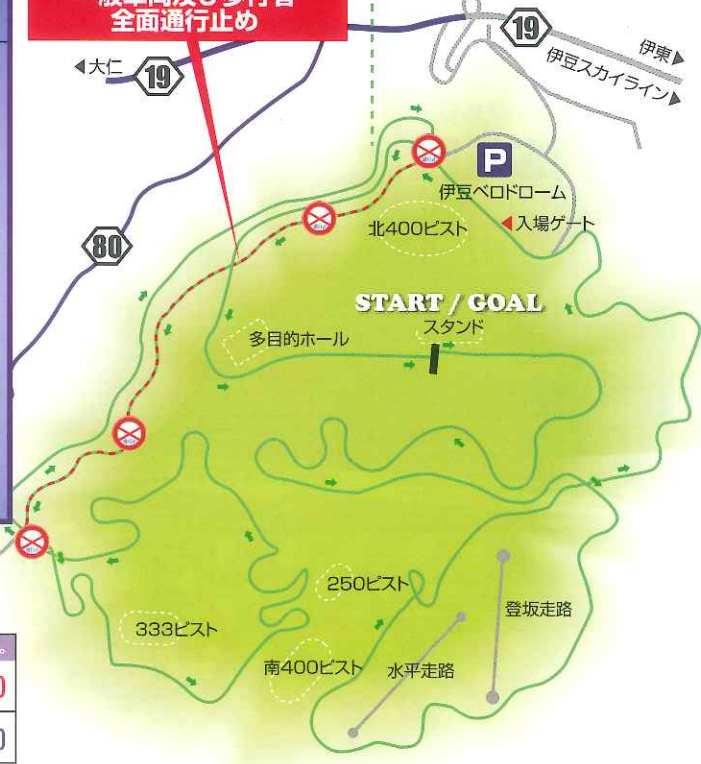 全面通行止め
19
伊東▶
伊豆スカイライン▶
◀大仁
19
P
伊豆ベロドローム
◀入場ゲート
北400ピスト
80
START / GOAL
スタンド
多目的ホール
250ピスト
登坂走路
333ピスト
南400ピスト
水平走路